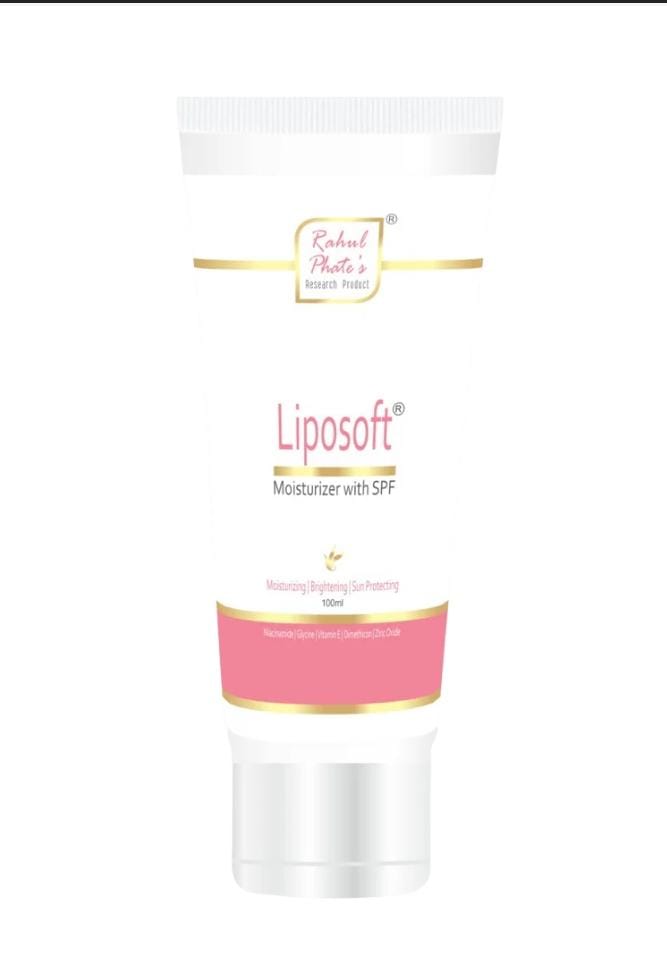 Rahul
Phate's
Research Product
®
Liposoft®
Moisturizer with SPF
Moisturizing | Brightening | Sun Protecting
100ml
Niacinamide | Glycine | Vitamin E | Dimethicon | Zinc Oxide